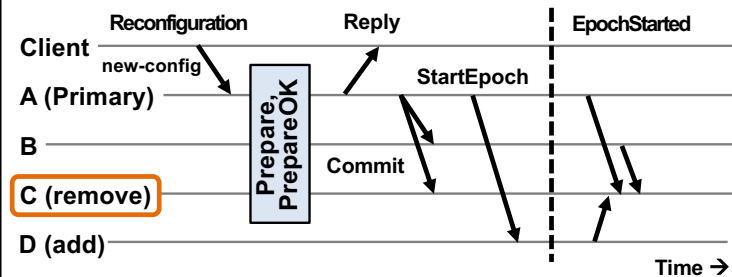 Reconfiguration
Reply
EpochStarted
Client
new-config
StartEpoch
A (Primary)
Prepare,
PrepareOK
B
Commit
C (remove)
D (add)
Time →